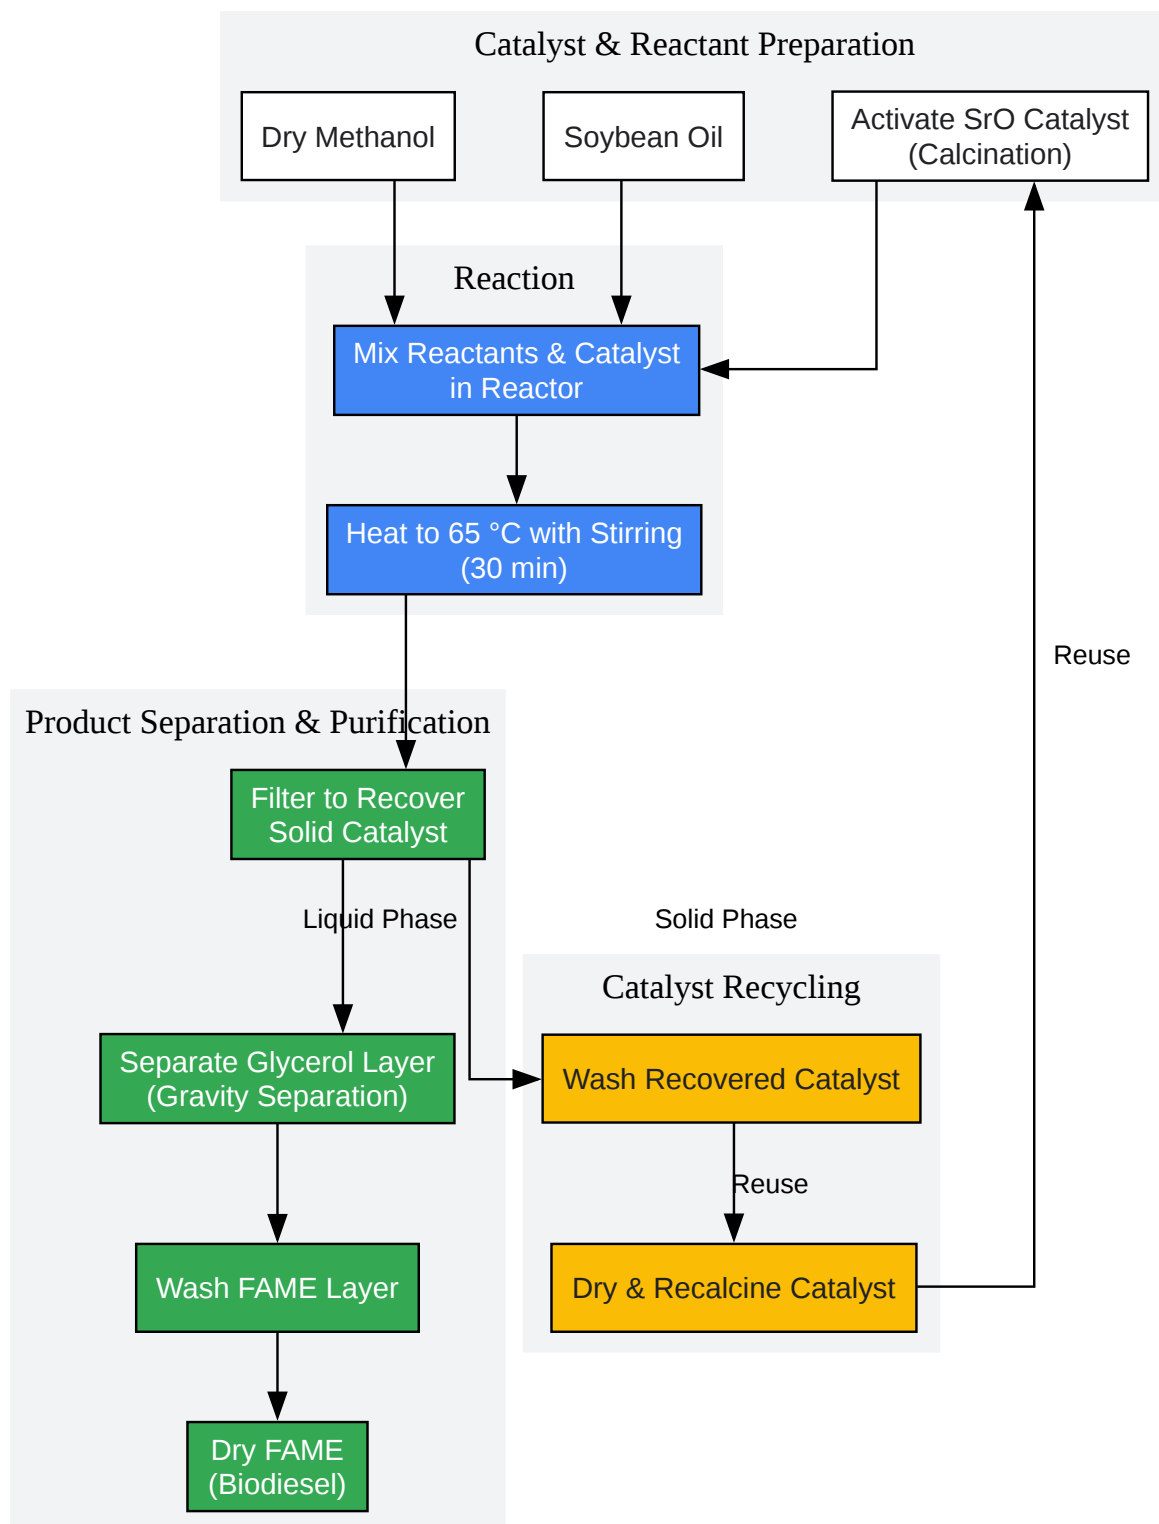 Catalyst & Reactant Preparation
Dry Methanol
Soybean Oil
Activate SrO Catalyst
(Calcination)
Reaction
Mix Reactants & Catalyst
in Reactor
Heat to 65 °C with Stirring
(30 min)
Reuse
Product Separation & Purification
Filter to Recover
Solid Catalyst
Liquid Phase
Solid Phase
Catalyst Recycling
Separate Glycerol Layer
(Gravity Separation)
Wash Recovered Catalyst
Reuse
Wash FAME Layer
Dry & Recalcine Catalyst
Dry FAME
(Biodiesel)